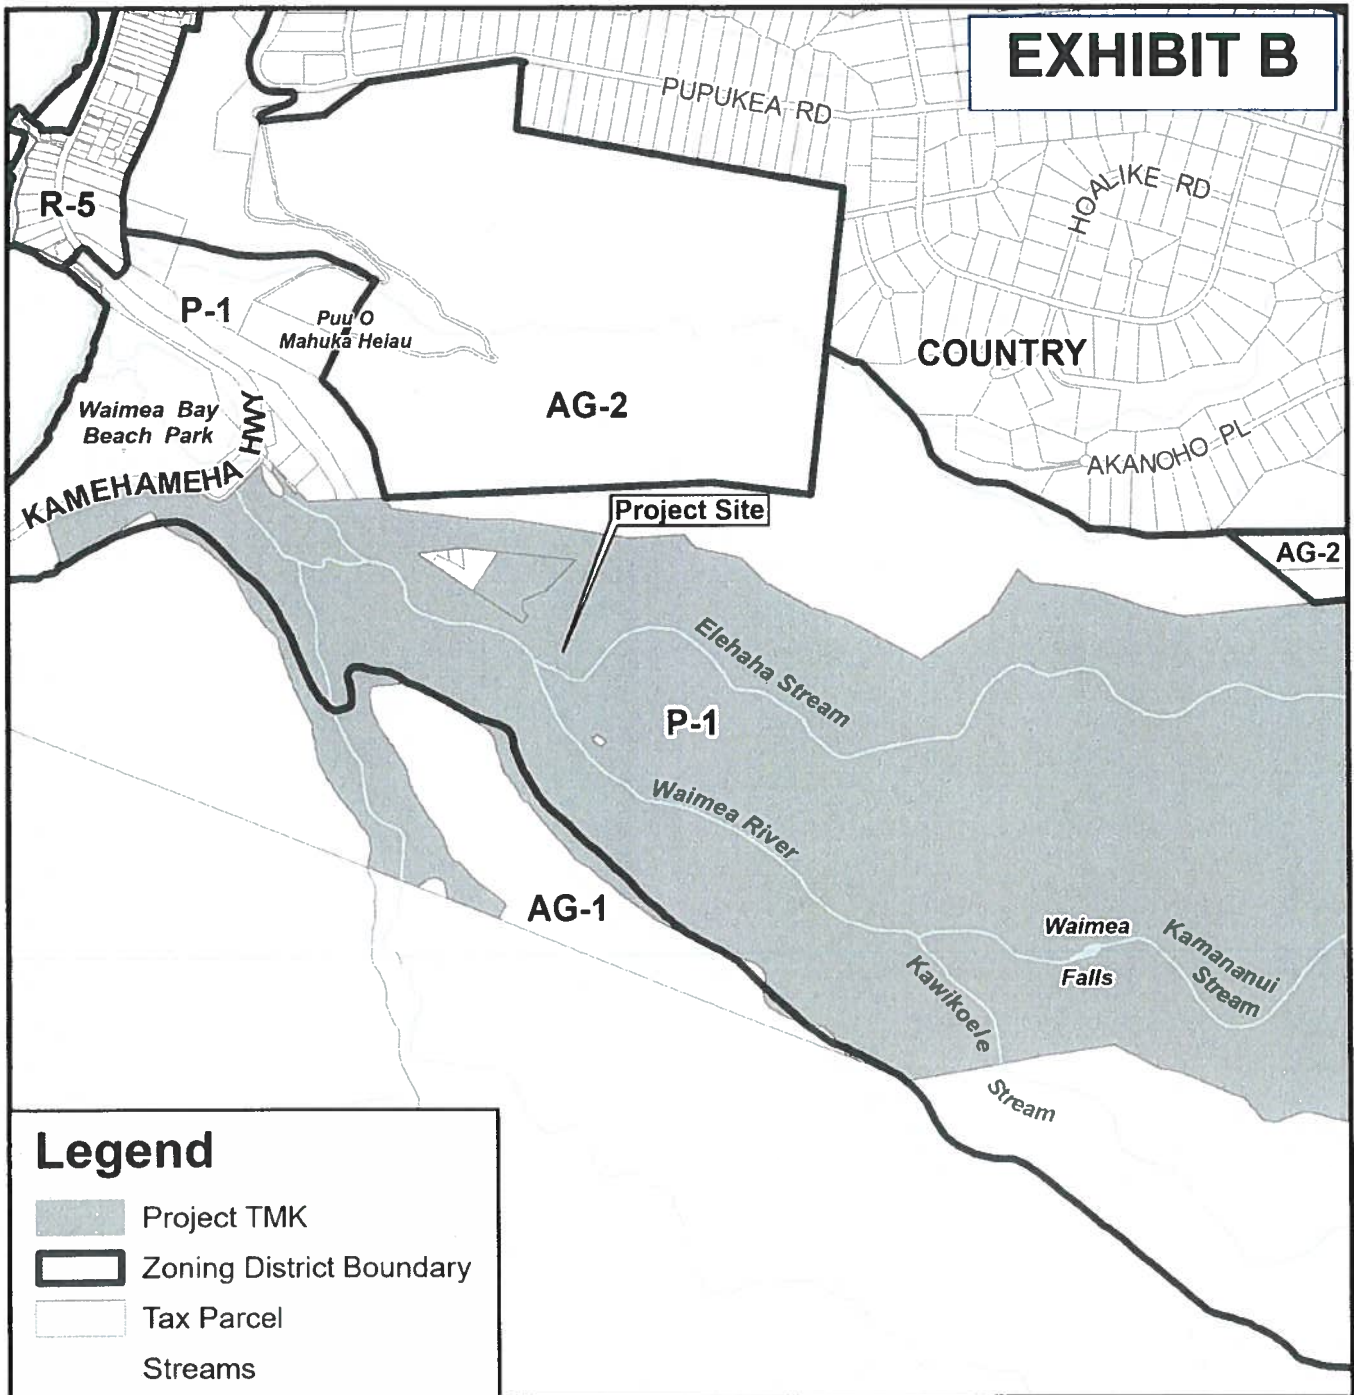 EXHIBIT B
PUPUKEA RD
HOALIKE RD
R-5
P-1
Puu O
Mahuka Heiau
COUNTRY
AG-2
Waimea Bay
Beach Park
KAMEHAMEHA HWY
AKANOHO PL
Project Site
AG-2
Elehaha Stream
P-1
Waimea River
AG-1
Waimea
Falls
Kamananui
Stream
Kawikoele
Stream
Legend
Project TMK
Zoning District Boundary
Tax Parcel
Streams